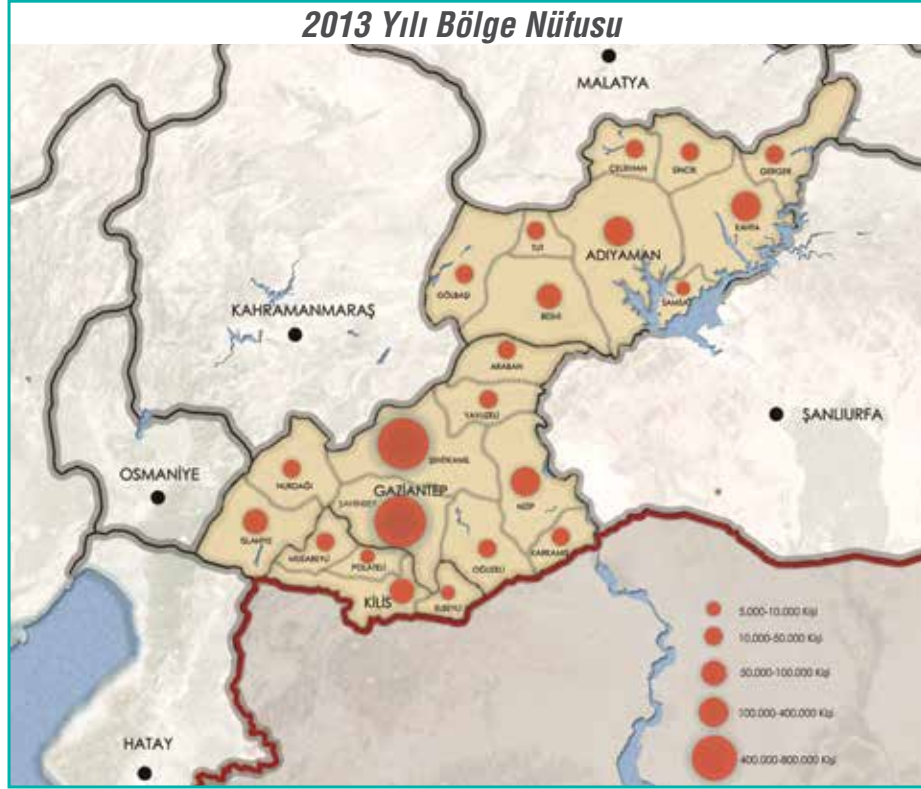 2013 Yılı Bölge Nüfusu
MALATYA
ÇELİKHAN
SİNCİK
GERGER
KAHTA
TUT
ADIYAMAN
GÖLBAŞI
BESNİ
SAMSAT
KAHRAMANMARAŞ
ARABAN
YAVUZELİ
ŞANLIURFA
ŞEHİTKAMİL
OSMANİYE
NURDAĞI
GAZİANTEP
ŞAHİNBEY
NİZİP
İSLAHİYE
MUSABEYLİ
POLATELİ
OĞUZELİ
KARKAMIŞ
KİLİS
ELBEYLİ
5.000-10.000 Kişi
10.000-50.000 Kişi
50.000-100.000 Kişi
100.000-400.000 Kişi
400.000-800.000 Kişi
HATAY